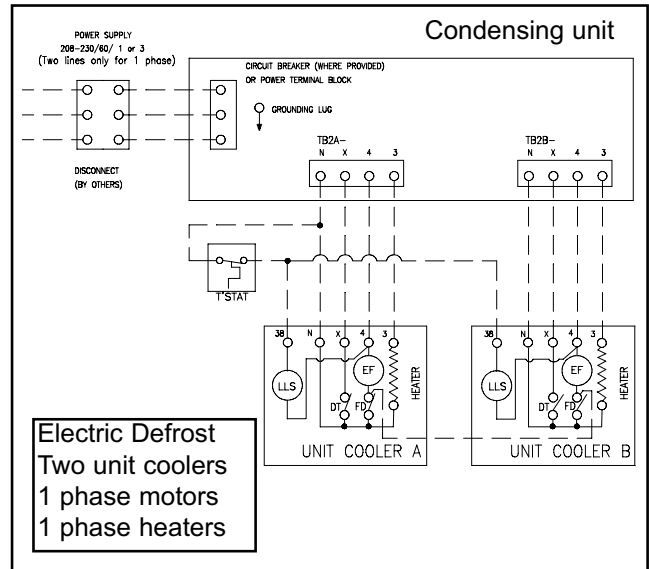 Condensing unit
POWER SUPPLY
208-230/60/ 1 or 3
(Two lines only for 1 phase)
CIRCUIT BREAKER (WHERE PROVIDED)
OR POWER TERMINAL BLOCK
GROUNDING LUG
DISCONNECT
(BY OTHERS)
TB2A-
N X 4 3
TB2B-
N X 4 3
T'STAT
38 N X 4 3
LLS
EF
HEATER
DT
FD
UNIT COOLER A
38 N X 4 3
LLS
EF
HEATER
DT
FD
UNIT COOLER B
Electric Defrost
Two unit coolers
1 phase motors
1 phase heaters